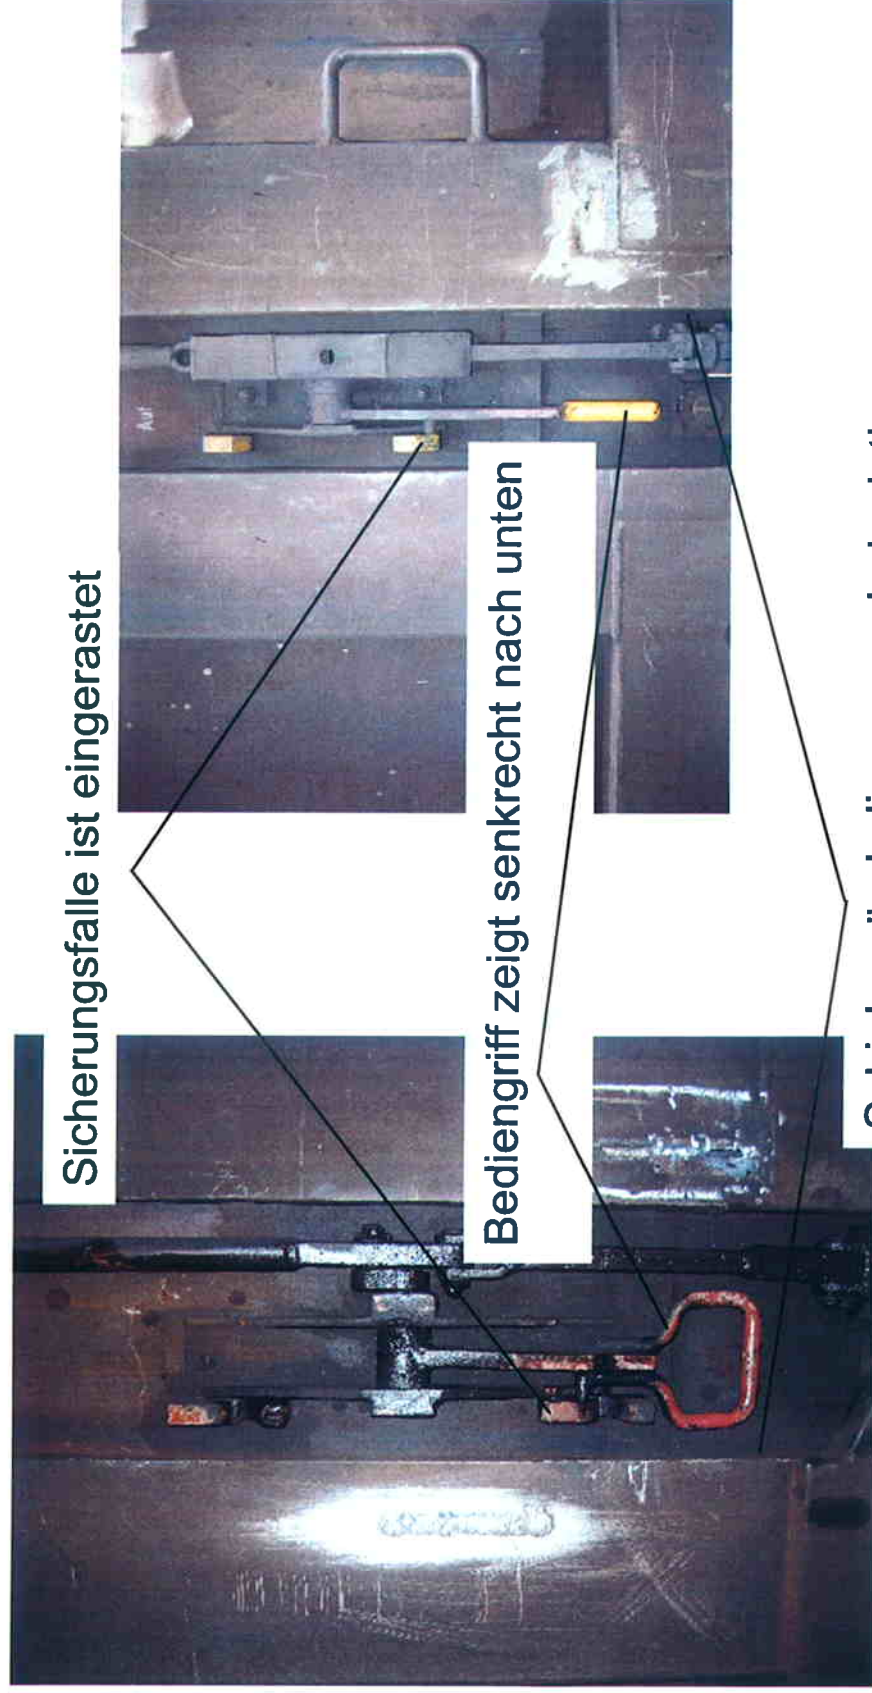 Sicherungsfalle ist eingerastet
Auf
Bediengriff zeigt senkrecht nach unten